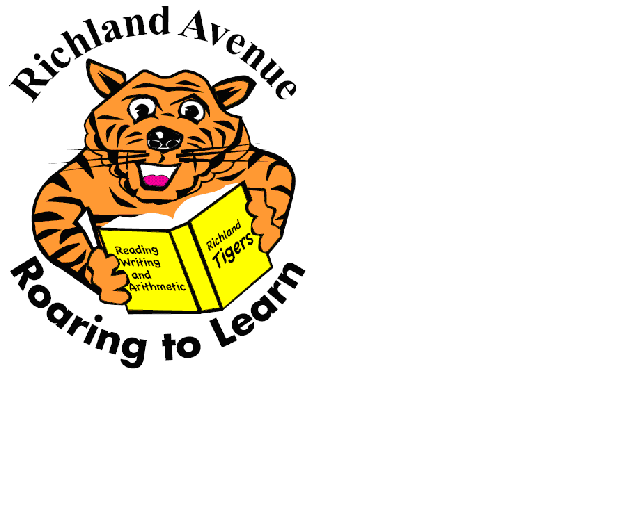 Richland Avenue
Reading
Writing
and
Arithmetic
Richland
Tigers
Roaring to Learn